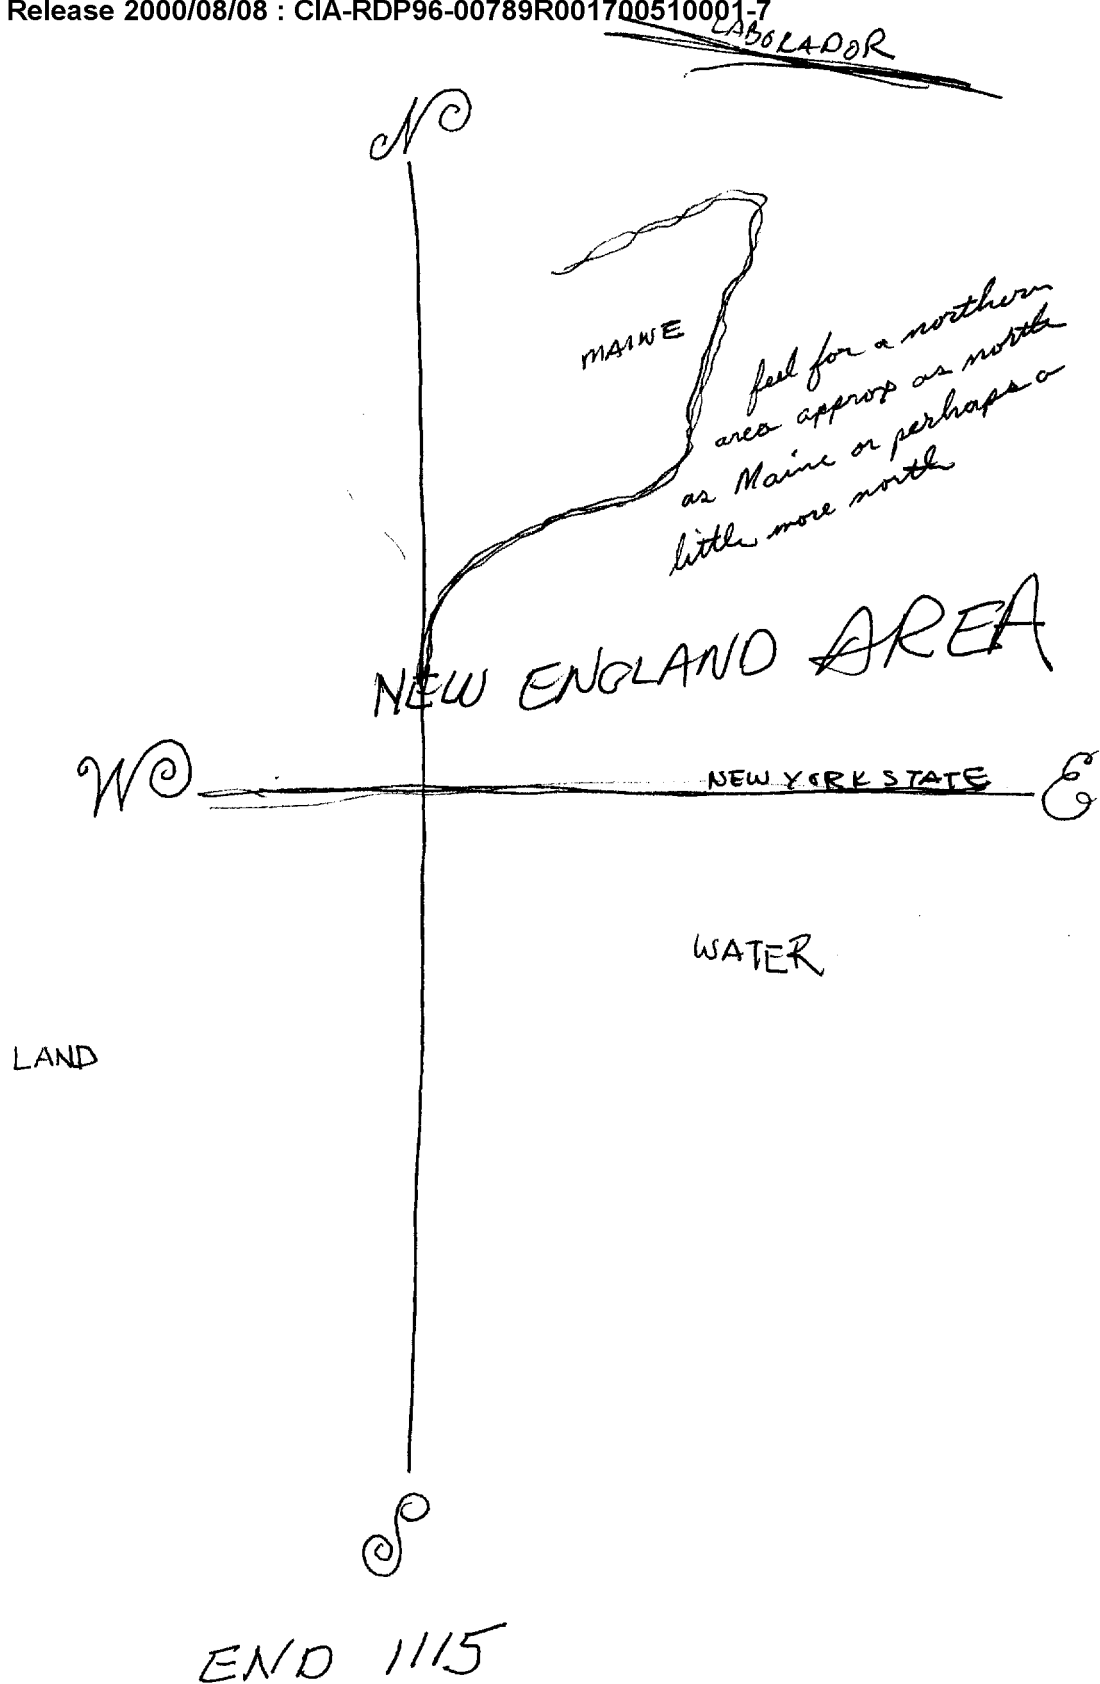 Release 2000/08/08 : CIA-RDP96-00789R001700510001-7
LABORADOR
N
MAINE
feel for a northern
area approx as north
as Maine or perhaps a
little more north
NEW ENGLAND AREA
W
NEW YORK STATE
E
WATER
LAND
S
END 1115